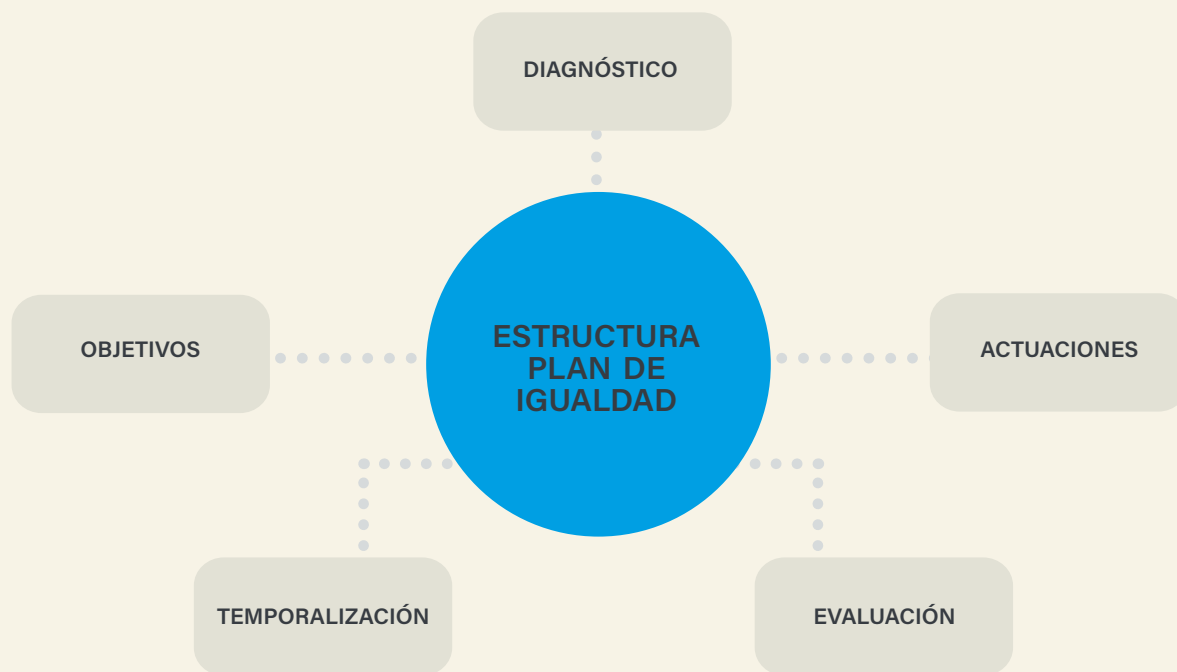 DIAGNÓSTICO
OBJETIVOS
ESTRUCTURA
PLAN DE
IGUALDAD
ACTUACIONES
TEMPORALIZACIÓN
EVALUACIÓN